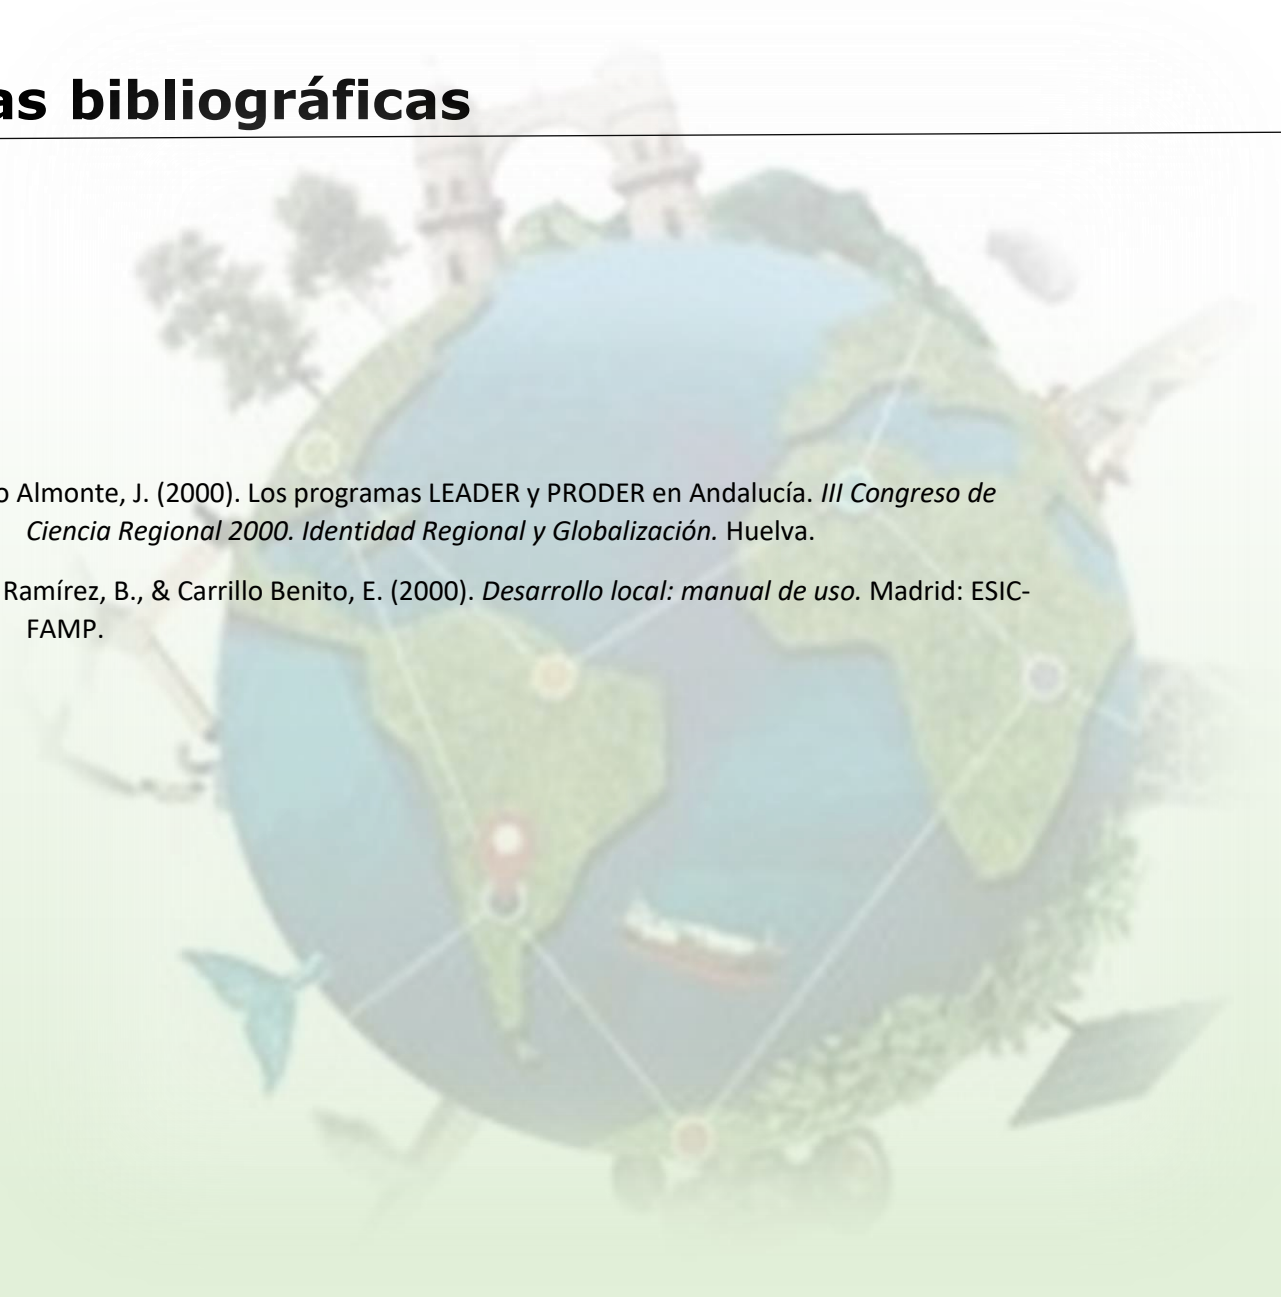 as bibliográficas
o Almonte, J. (2000). Los programas LEADER y PRODER en Andalucía. III Congreso de
Ciencia Regional 2000. Identidad Regional y Globalización. Huelva.
Ramírez, B., & Carrillo Benito, E. (2000). Desarrollo local: manual de uso. Madrid: ESIC-
FAMP.